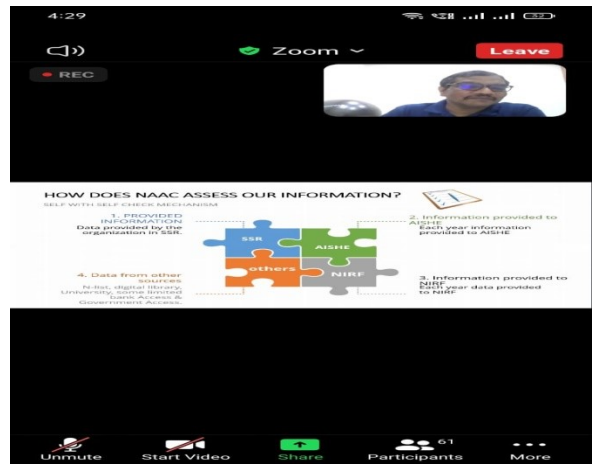 4:29
32
Zoom
Leave
REC
HOW DOES NAAC ASSESS OUR INFORMATION?
SELF WITH SELF CHECK MECHANISM
1. PROVIDED
INFORMATION
Data provided by the
organization in SSR.
2. Information provided to
AISHE
Each year information
provided to AISHE
SSR
AISHE
others
NIRF
4. Data from other
sources
N-list, digital library,
University, some limited
bank Access &
Government Access.
3. Information provided to
NIRF
Each year data provided
to NIRF
Unmute
Start Video
Share
61
Participants
More